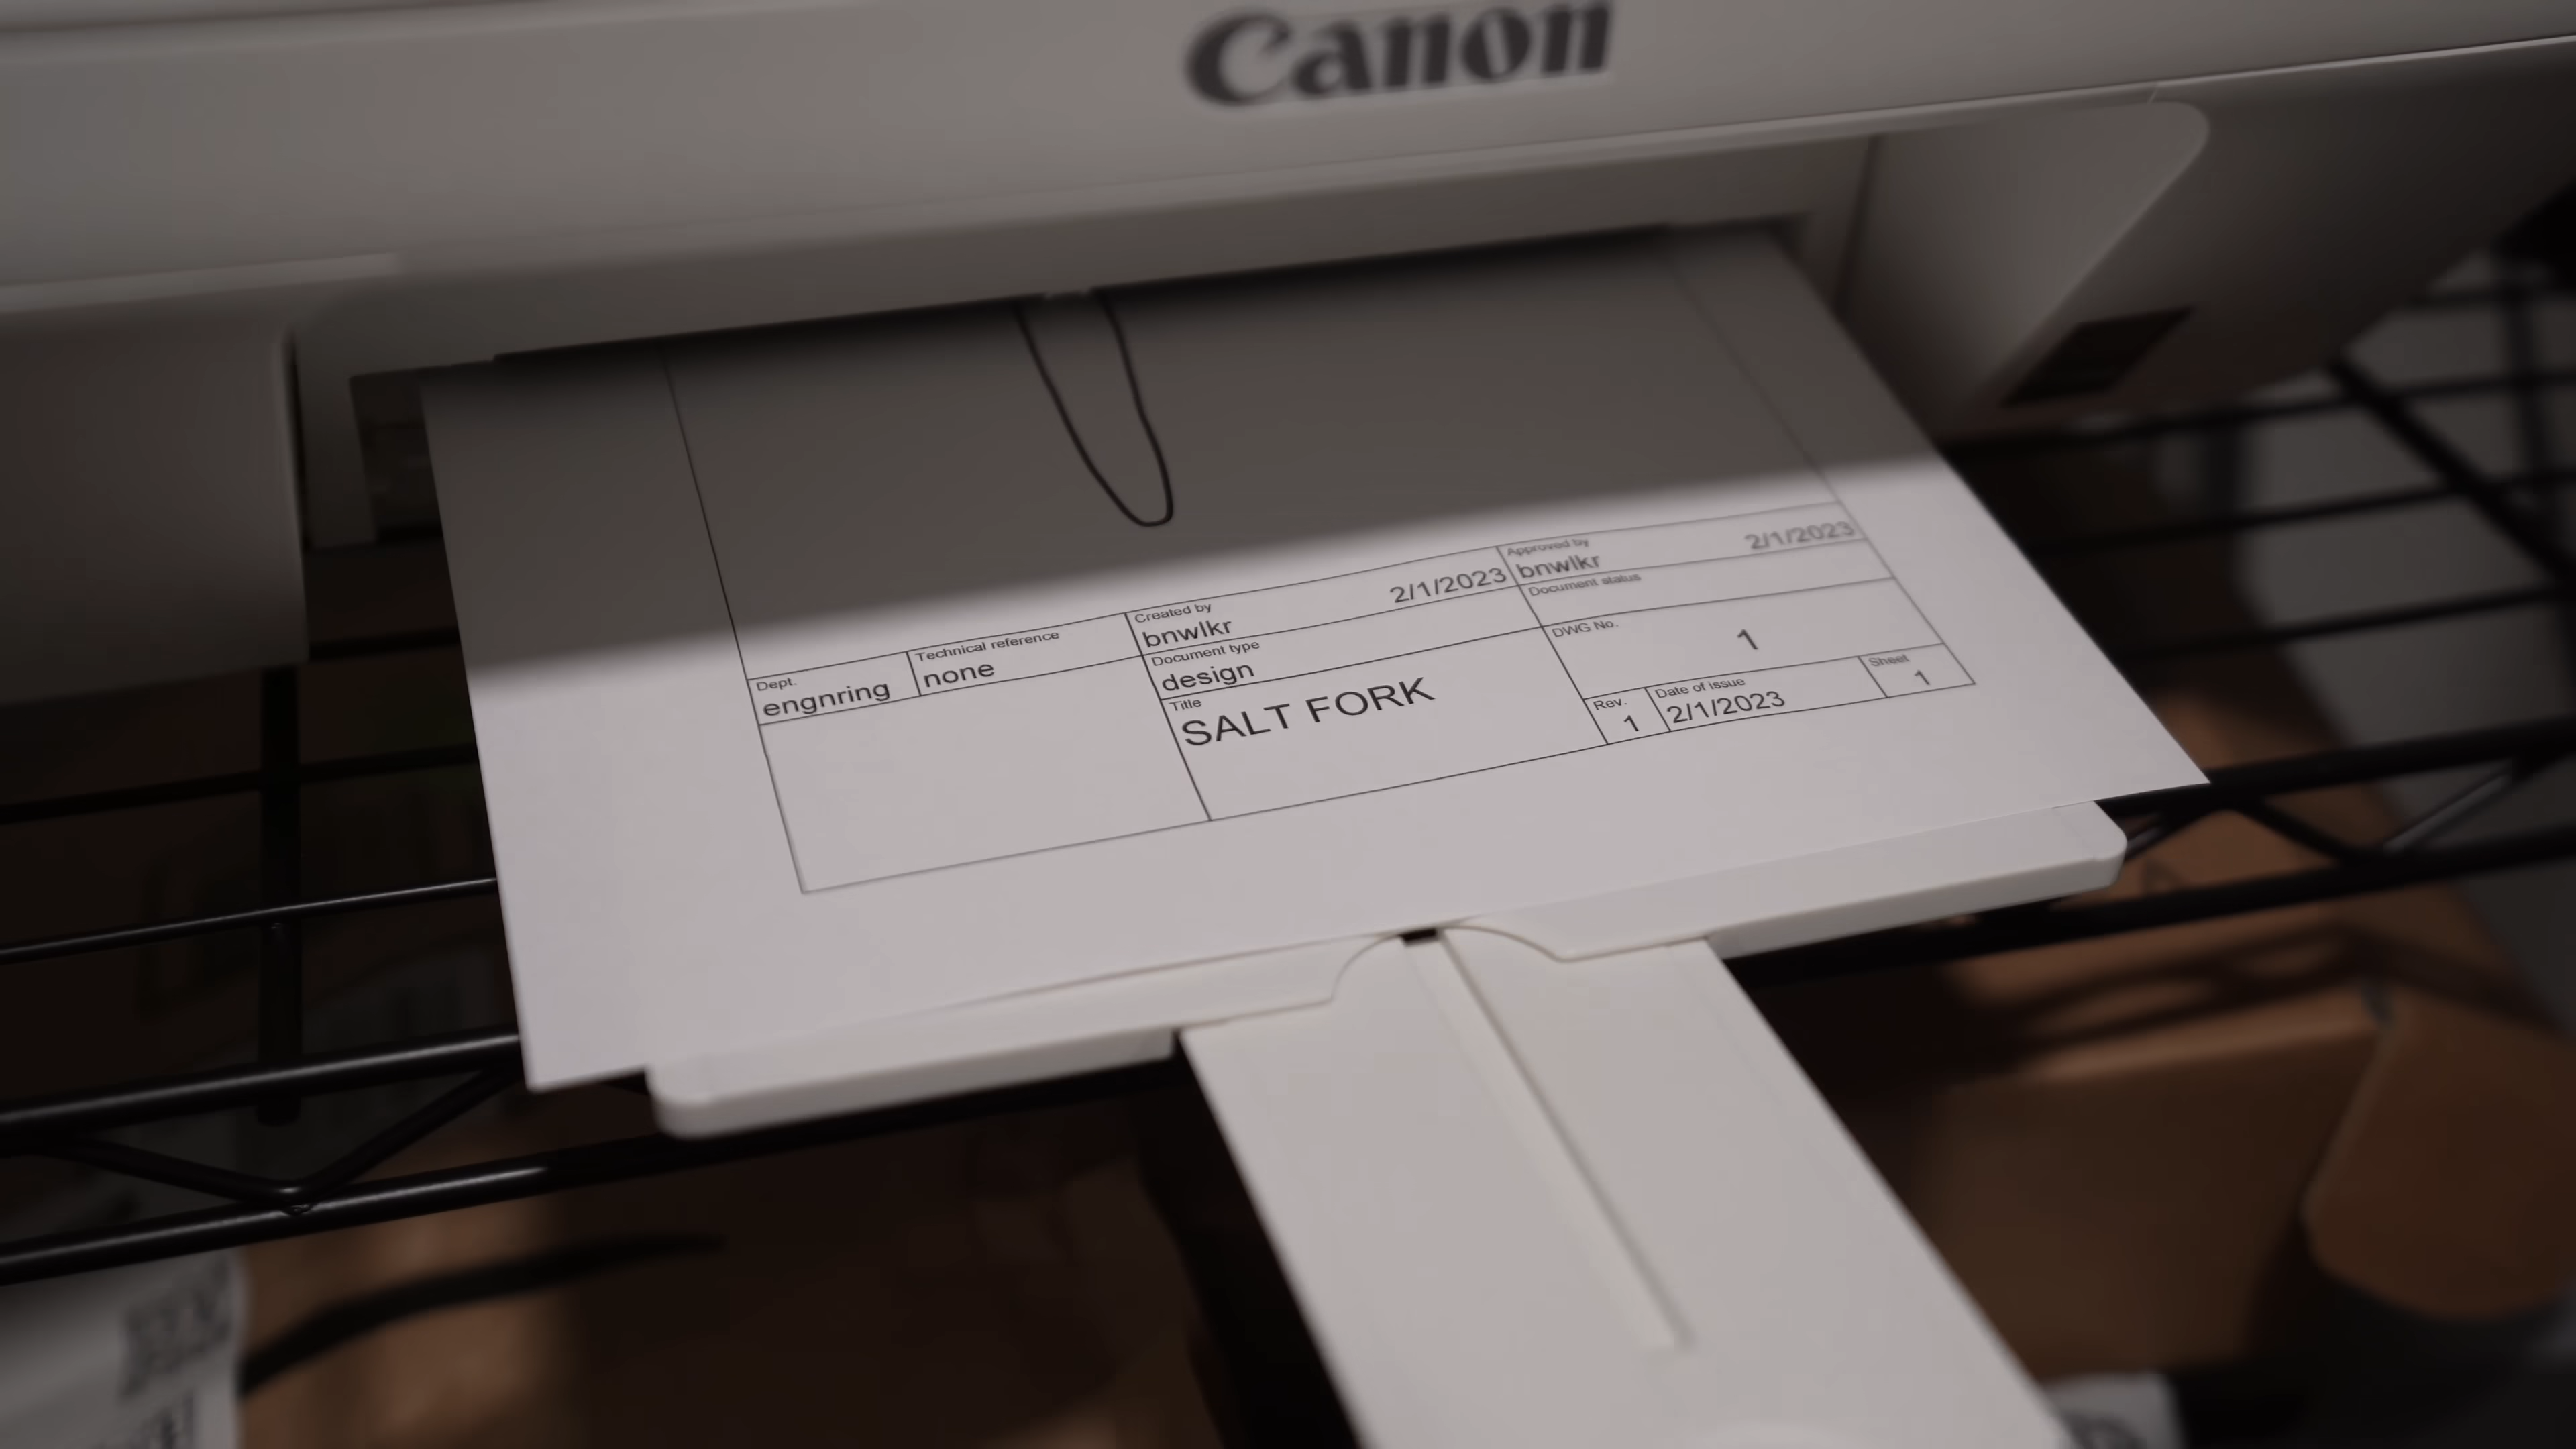 Canon
Dept.
engnring
Technical reference
none
Created by
bnwlkr 2/1/2023
Approved by
bnwlkr 2/1/2023
Document type
design
Document status
Title
SALT FORK
DWG No.
1
Rev.
1
Date of issue
2/1/2023
Sheet
1